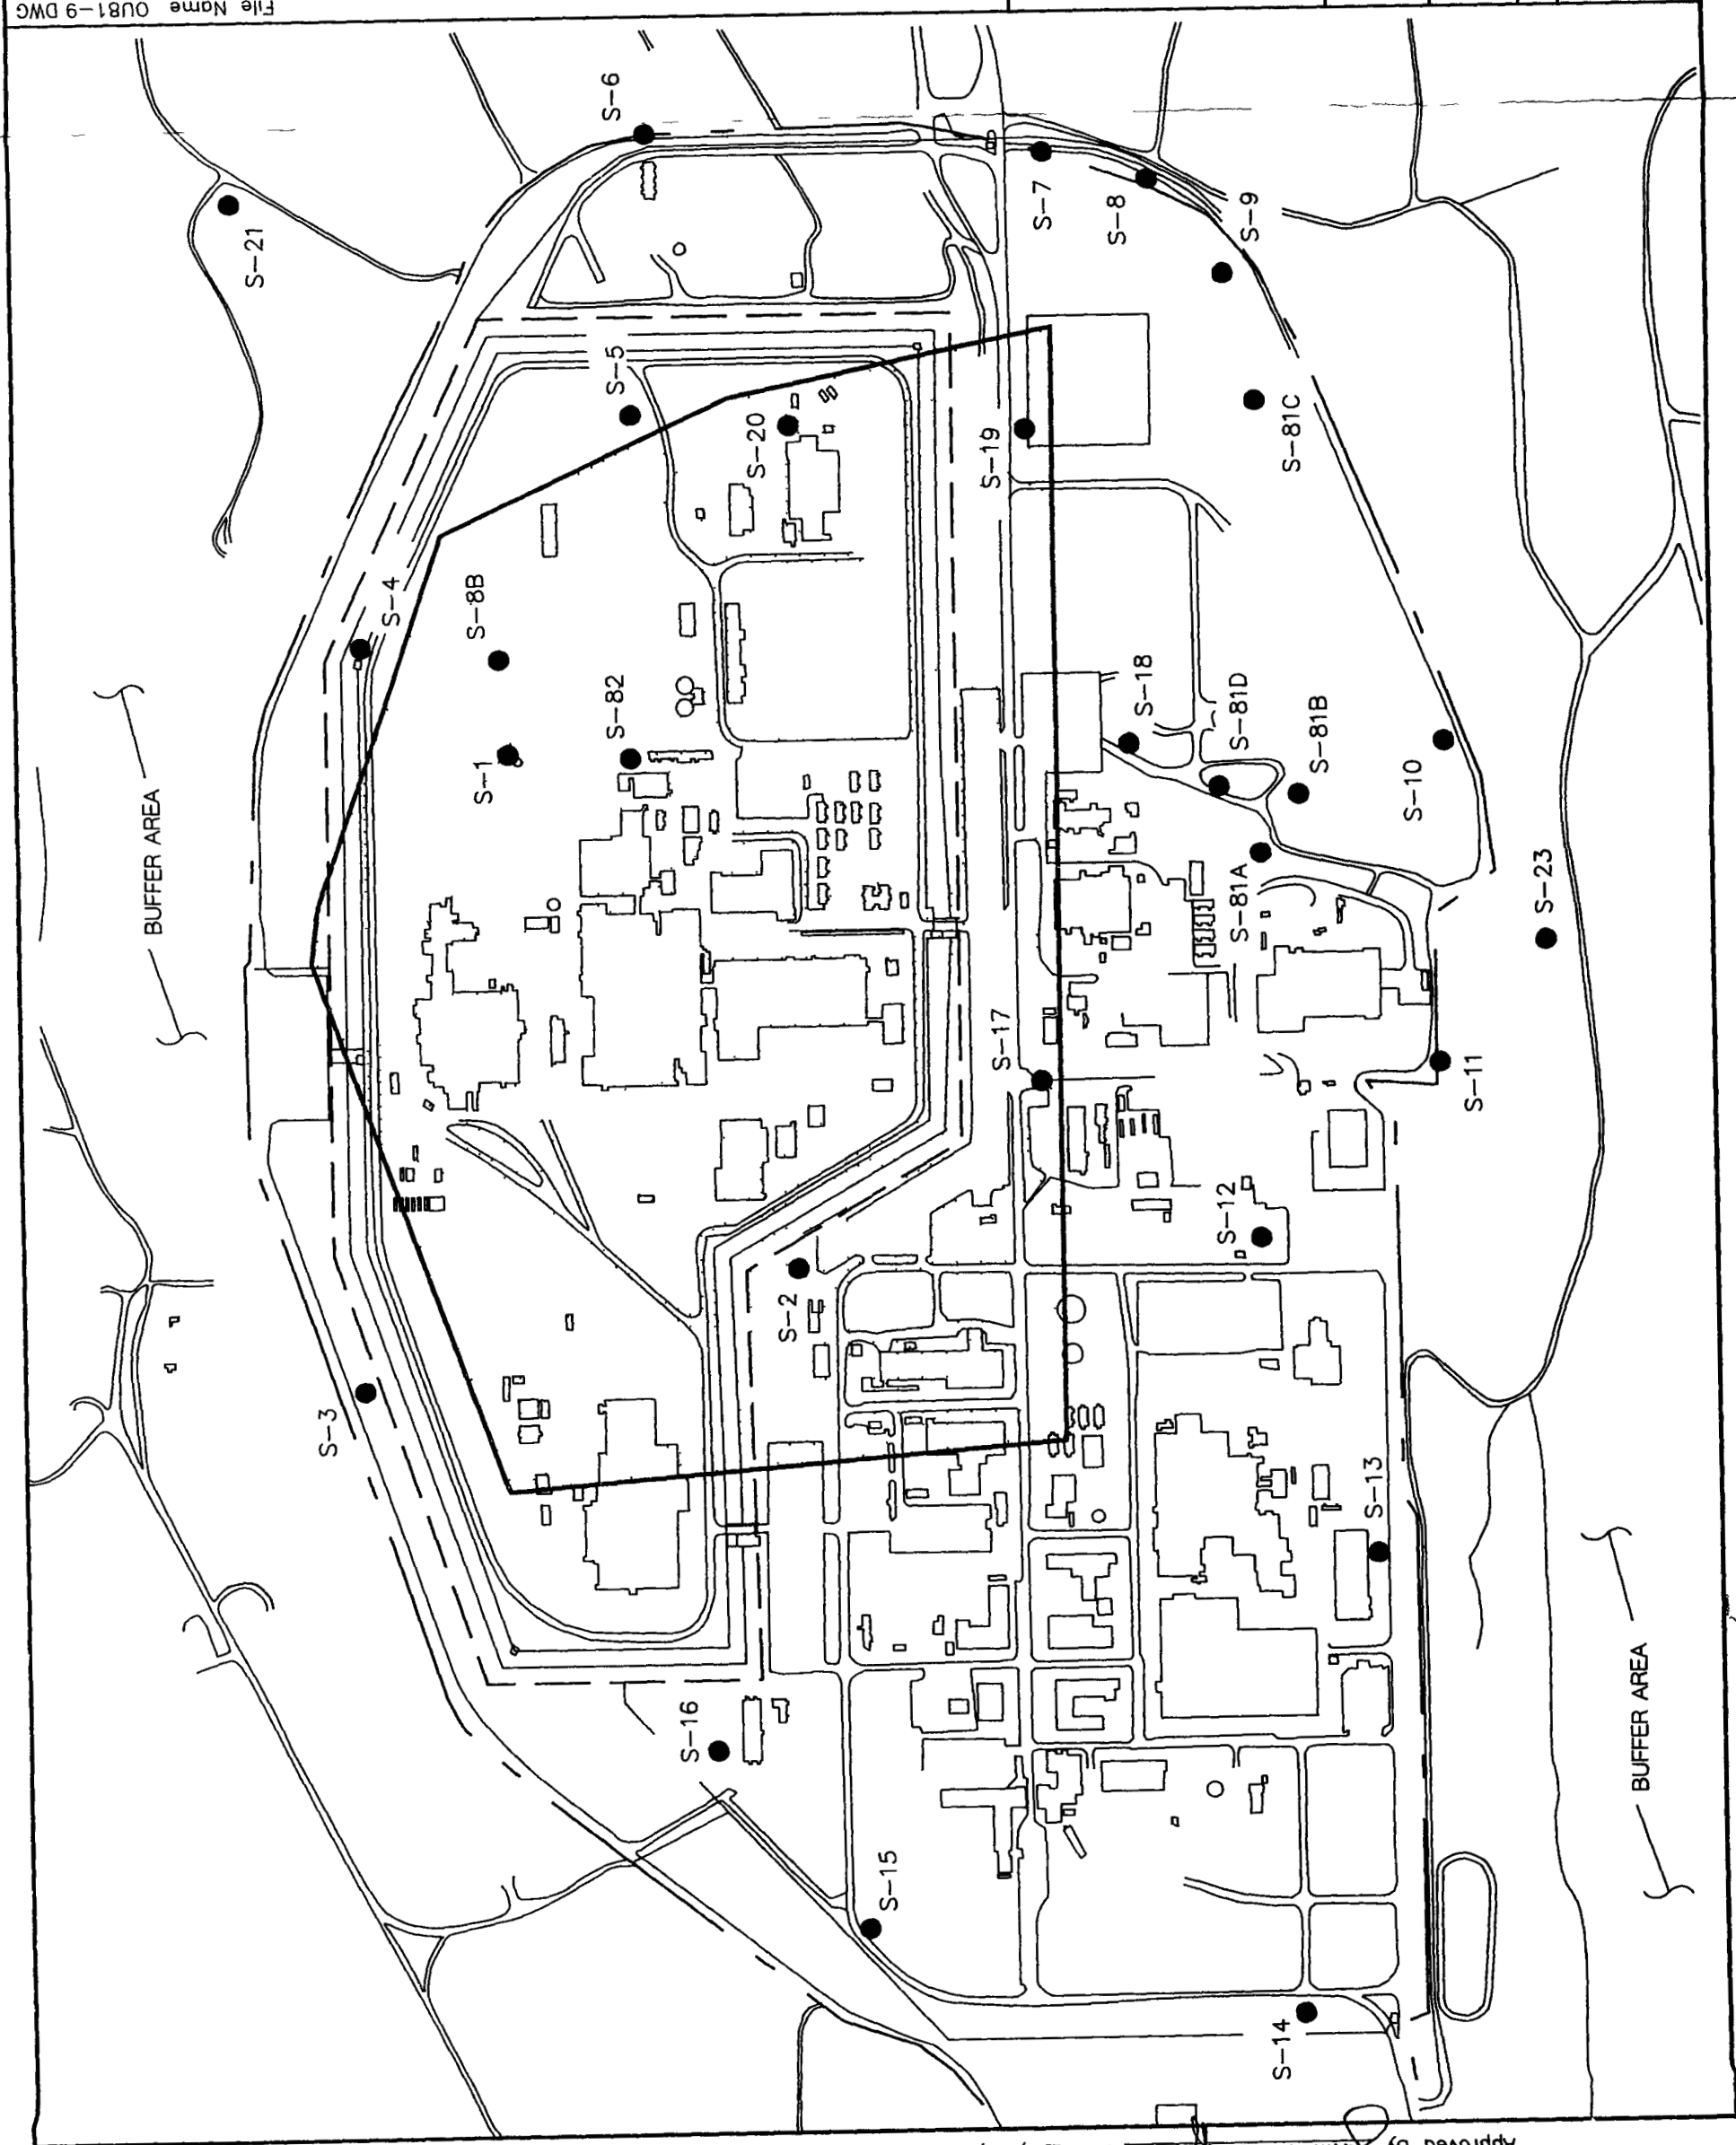 File Name OU81-9 DWG
S-6
S-21
S-7
S-8
S-9
S-5
S-20
S-19
S-81C
S-4
S-8B
S-82
S-1
S-18
S-81D
S-81B
S-10
BUFFER AREA
S-81A
S-23
S-17
S-11
S-12
S-2
S-3
S-13
S-16
BUFFER AREA
S-15
S-14
Approved by